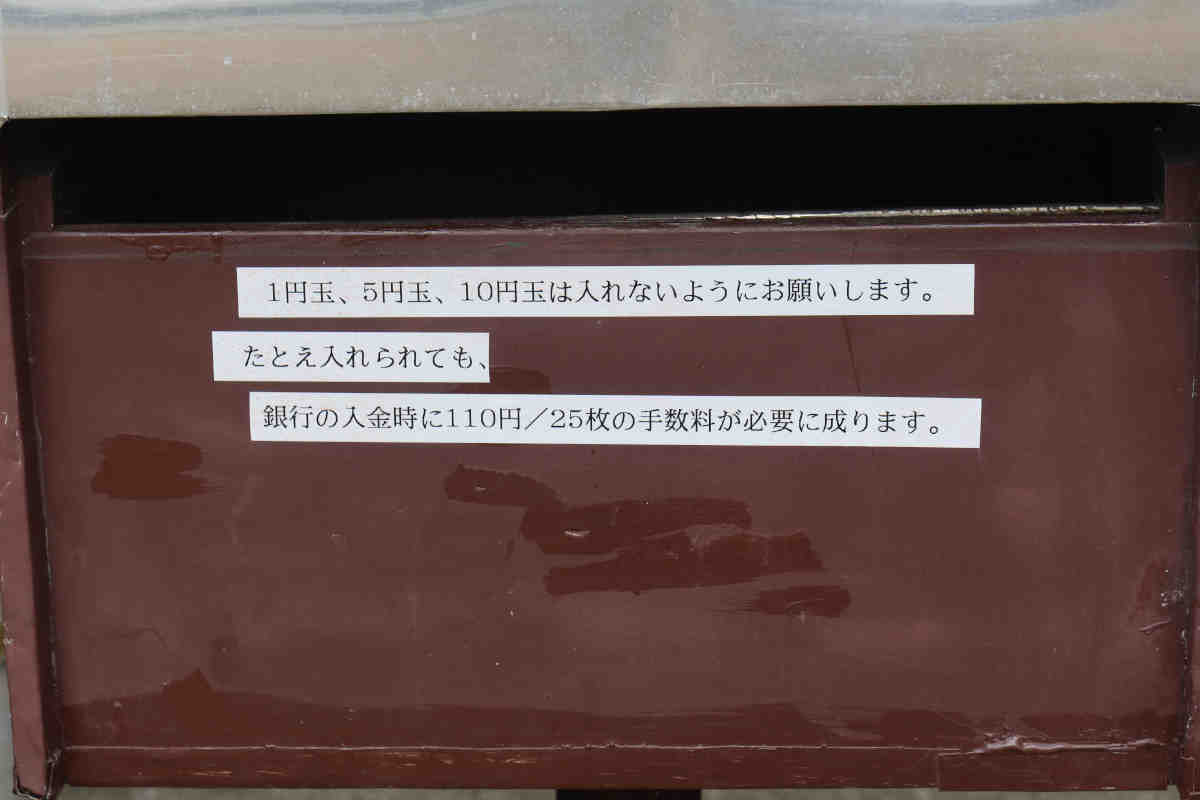 1円玉、5円玉、10円玉は入れないようにお願いします。
たとえ入れられても、
銀行の入金時に110円／25枚の手数料が必要に成ります。